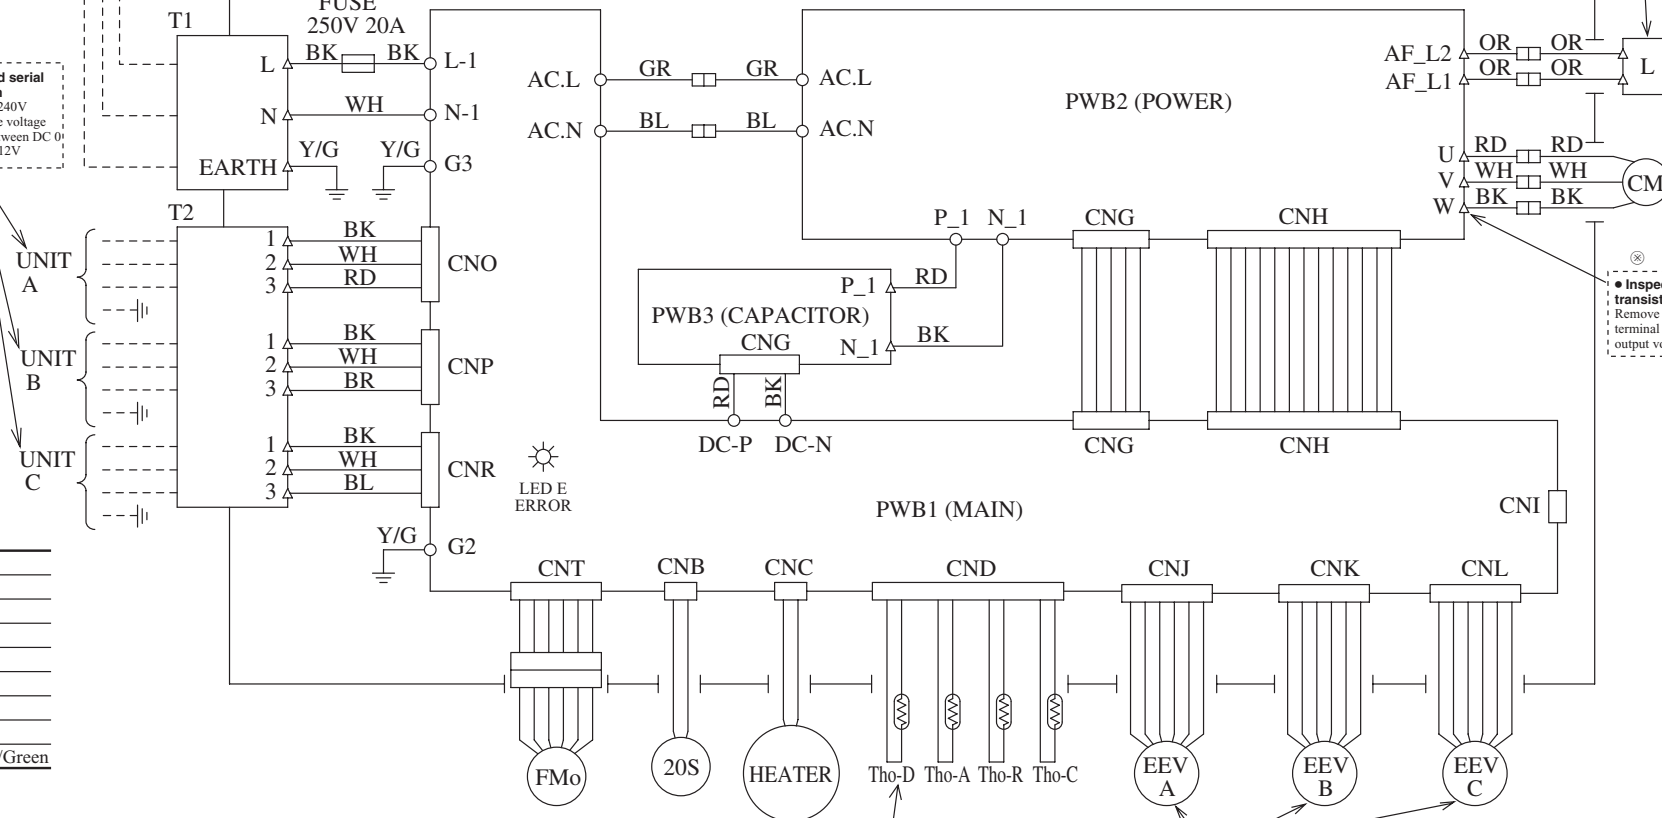 FUSE
250V 20A
T1
L
BK
BK
L-1
N
WH
N-1
EARTH
Y/G
Y/G
G3
d serial
240V
e voltage
tween DC 0
12V
T2
UNIT
A
1
BK
2
WH
3
RD
CNO
UNIT
B
1
BK
2
WH
3
BR
CNP
UNIT
C
1
BK
2
WH
3
BL
CNR
LED E
ERROR
Y/G
G2
AC.L
GR
GR
AC.L
AC.N
BL
BL
AC.N
PWB2 (POWER)
AF_L2
OR
OR
AF_L1
OR
OR
L
U
RD
RD
V
WH
WH
W
BK
BK
CM
P_1
N_1
CNG
CNH
P_1
RD
PWB3 (CAPACITOR)
CNG
N_1
BK
RD
BK
DC-P
DC-N
CNG
CNH
※
● Inspe
transist
Remove
terminal
output vo
PWB1 (MAIN)
CNI
CNT
CNB
CNC
CND
CNJ
CNK
CNL
/Green
FMo
20S
HEATER
Tho-D
Tho-A
Tho-R
Tho-C
EEV
A
EEV
B
EEV
C